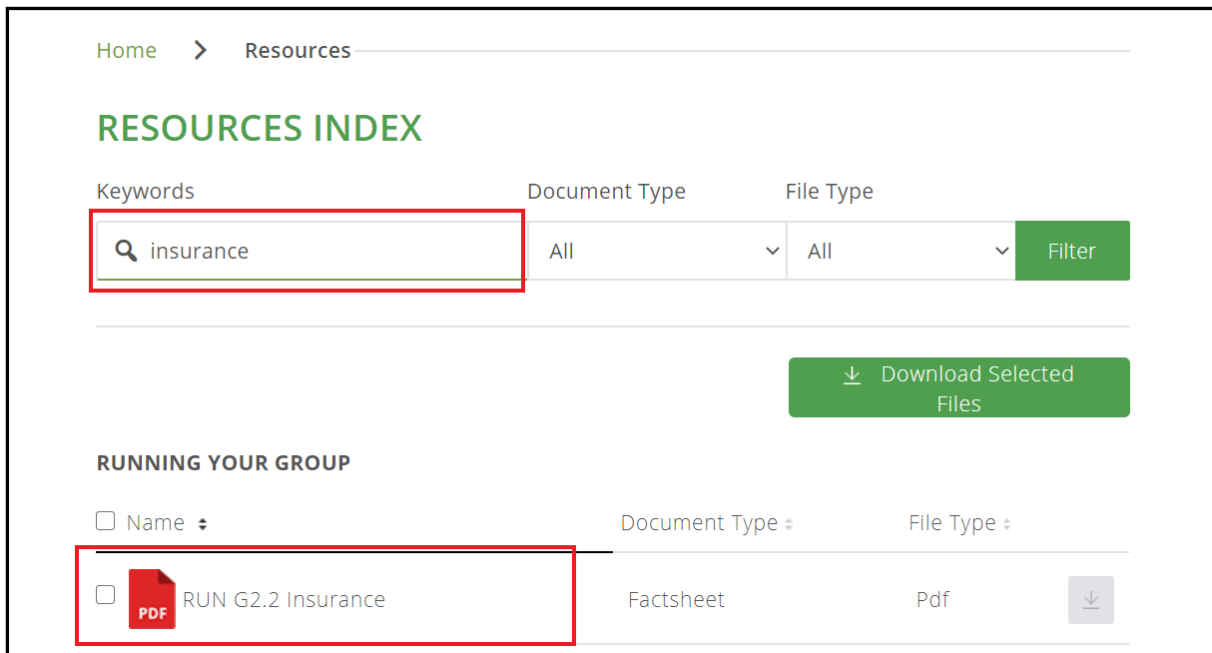 Home > Resources
RESOURCES INDEX
Keywords Document Type File Type
insurance All All Filter
Download Selected
Files
RUNNING YOUR GROUP
Name Document Type File Type
PDF RUN G2.2 Insurance Factsheet Pdf